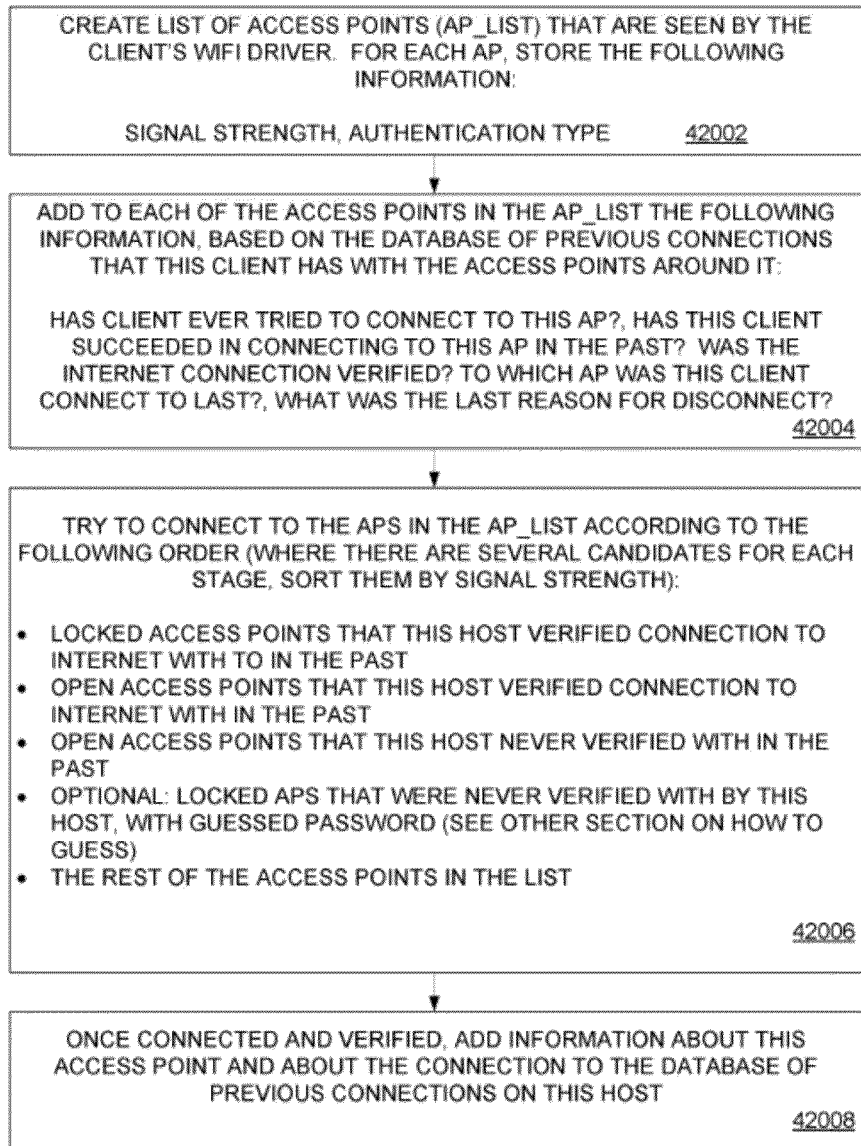 CREATE LIST OF ACCESS POINTS (AP_LIST) THAT ARE SEEN BY THE
CLIENT'S WIFI DRIVER. FOR EACH AP, STORE THE FOLLOWING
INFORMATION:
SIGNAL STRENGTH, AUTHENTICATION TYPE 42002
ADD TO EACH OF THE ACCESS POINTS IN THE AP_LIST THE FOLLOWING
INFORMATION, BASED ON THE DATABASE OF PREVIOUS CONNECTIONS
THAT THIS CLIENT HAS WITH THE ACCESS POINTS AROUND IT:
HAS CLIENT EVER TRIED TO CONNECT TO THIS AP?, HAS THIS CLIENT
SUCCEEDED IN CONNECTING TO THIS AP IN THE PAST? WAS THE
INTERNET CONNECTION VERIFIED? TO WHICH AP WAS THIS CLIENT
CONNECT TO LAST?, WHAT WAS THE LAST REASON FOR DISCONNECT?
42004
TRY TO CONNECT TO THE APS IN THE AP_LIST ACCORDING TO THE
FOLLOWING ORDER (WHERE THERE ARE SEVERAL CANDIDATES FOR EACH
STAGE, SORT THEM BY SIGNAL STRENGTH):
• LOCKED ACCESS POINTS THAT THIS HOST VERIFIED CONNECTION TO
INTERNET WITH TO IN THE PAST
• OPEN ACCESS POINTS THAT THIS HOST VERIFIED CONNECTION TO
INTERNET WITH IN THE PAST
• OPEN ACCESS POINTS THAT THIS HOST NEVER VERIFIED WITH IN THE
PAST
• OPTIONAL: LOCKED APS THAT WERE NEVER VERIFIED WITH BY THIS
HOST, WITH GUESSED PASSWORD (SEE OTHER SECTION ON HOW TO
GUESS)
• THE REST OF THE ACCESS POINTS IN THE LIST
42006
ONCE CONNECTED AND VERIFIED, ADD INFORMATION ABOUT THIS
ACCESS POINT AND ABOUT THE CONNECTION TO THE DATABASE OF
PREVIOUS CONNECTIONS ON THIS HOST
42008